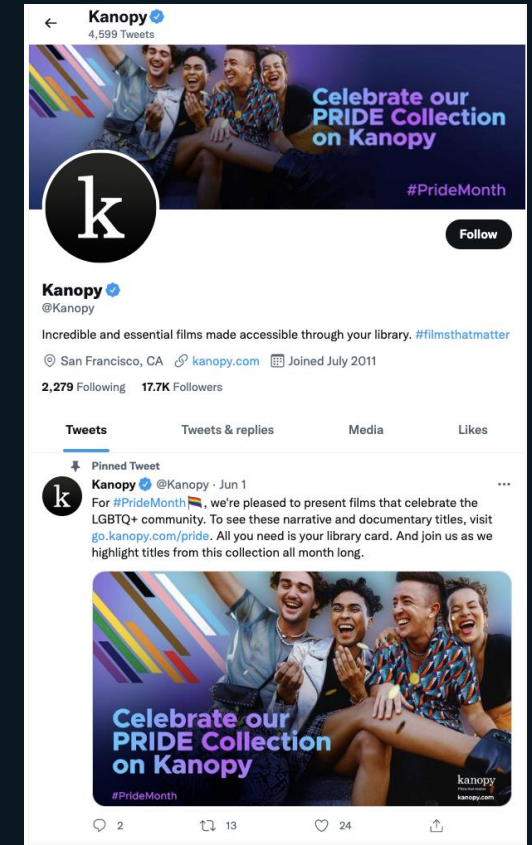 Kanopy
4,599 Tweets
Celebrate our
PRIDE Collection
on Kanopy
#PrideMonth
k
Follow
Kanopy
@Kanopy
Incredible and essential films made accessible through your library. #filmsthatmatter
San Francisco, CA kanopy.com Joined July 2011
2,279 Following 17.7K Followers
Tweets Tweets & replies Media Likes
Pinned Tweet
k
Kanopy @Kanopy · Jun 1
For #PrideMonth🏳️‍🌈, we're pleased to present films that celebrate the
LGBTQ+ community. To see these narrative and documentary titles, visit
go.kanopy.com/pride. All you need is your library card. And join us as we
highlight titles from this collection all month long.
Celebrate our
PRIDE Collection
on Kanopy
#PrideMonth
kanopy
kanopy.com
2 13 24